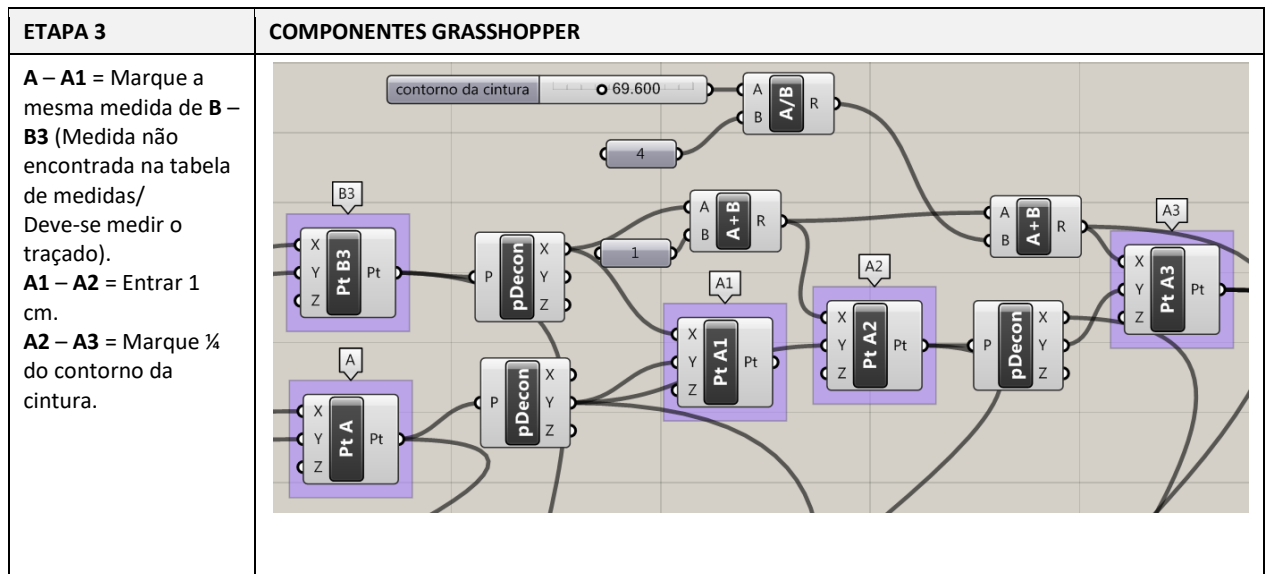 ETAPA 3
COMPONENTES GRASSHOPPER
A – A1 = Marque a
mesma medida de B –
B3 (Medida não
encontrada na tabela
de medidas/
Deve-se medir o
traçado).
A1 – A2 = Entrar 1
cm.
A2 – A3 = Marque ¼
do contorno da
cintura.
contorno da cintura
69.600
A
B
A/B
R
4
B3
X
Y
Z
Pt B3
Pt
P
pDecon
X
Y
Z
1
A
B
A+B
R
A
X
Y
Z
Pt A
Pt
P
pDecon
X
Y
Z
A1
X
Y
Z
Pt A1
Pt
A2
X
Y
Z
Pt A2
Pt
P
pDecon
X
Y
Z
A
B
A+B
R
A3
X
Y
Z
Pt A3
Pt